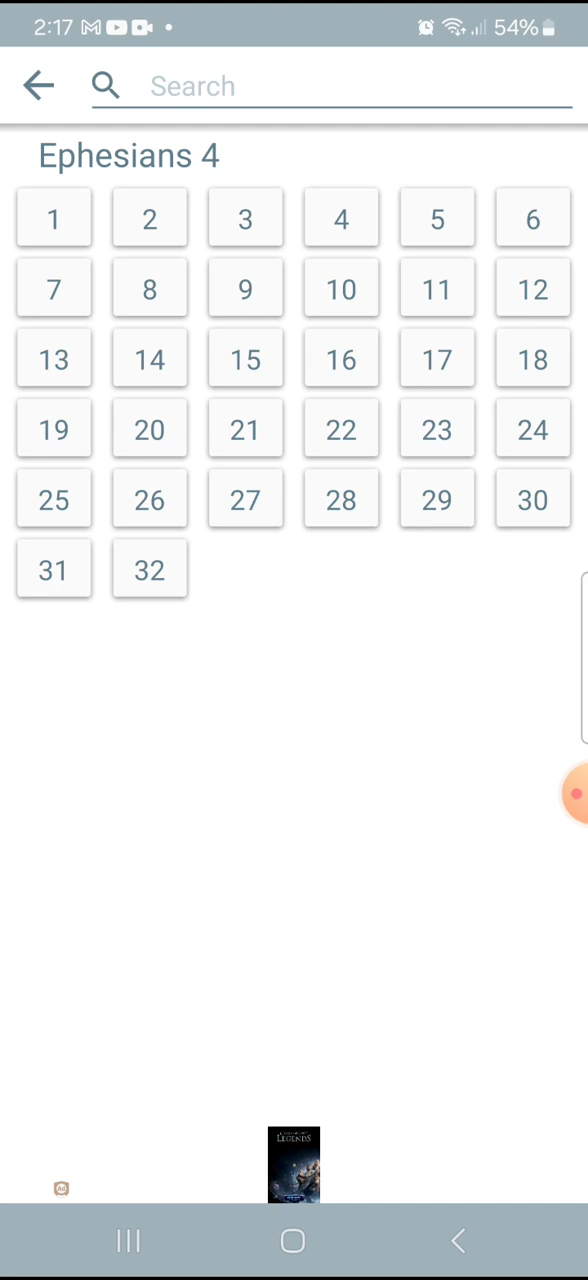 2:17 54%
Search
Ephesians 4
1 2 3 4 5 6
7 8 9 10 11 12
13 14 15 16 17 18
19 20 21 22 23 24
25 26 27 28 29 30
31 32
LEGENDS
Ad